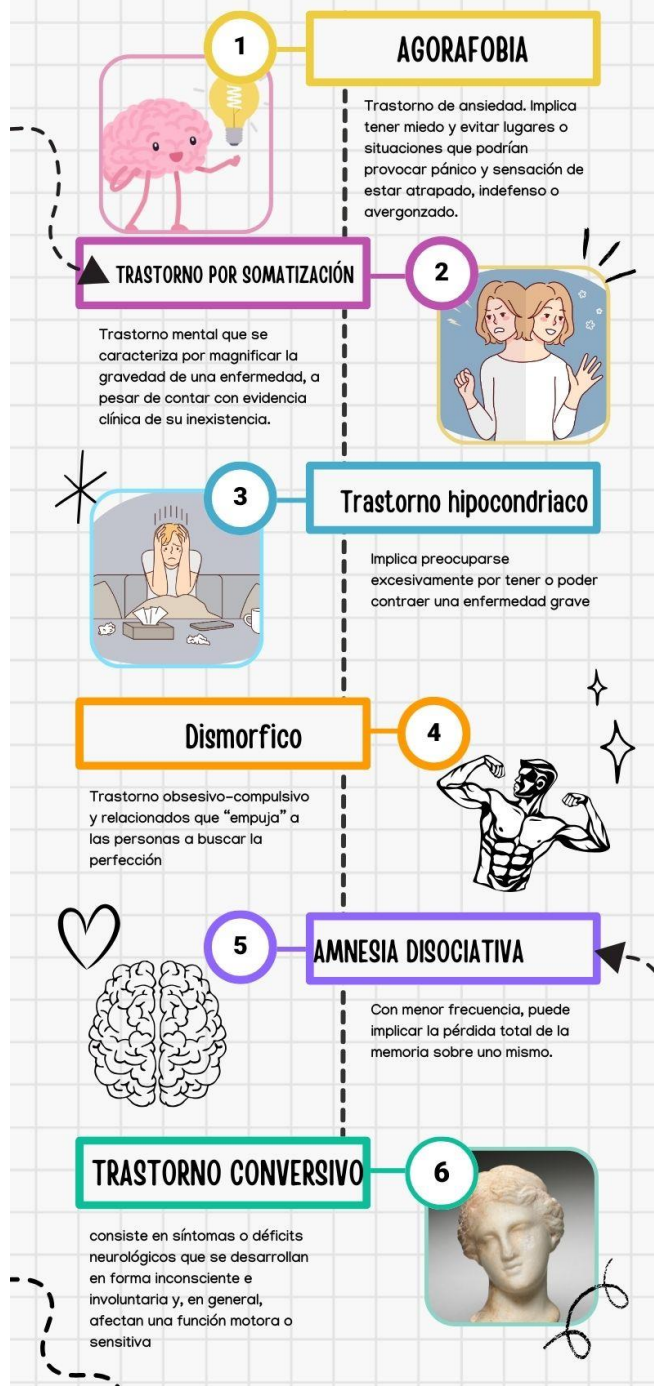 1
AGORAFOBIA
Trastorno de ansiedad. Implica
tener miedo y evitar lugares o
situaciones que podrían
provocar pánico y sensación de
estar atrapado, indefenso o
avergonzado.
TRASTORNO POR SOMATIZACIÓN
2
Trastorno mental que se
caracteriza por magnificar la
gravedad de una enfermedad, a
pesar de contar con evidencia
clínica de su inexistencia.
3
Trastorno hipocondriaco
Implica preocuparse
excesivamente por tener o poder
contraer una enfermedad grave
Dismorfico
4
Trastorno obsesivo-compulsivo
y relacionados que “empuja” a
las personas a buscar la
perfección
5
AMNESIA DISOCIATIVA
Con menor frecuencia, puede
implicar la pérdida total de la
memoria sobre uno mismo.
TRASTORNO CONVERSIVO
6
consiste en síntomas o déficits
neurológicos que se desarrollan
en forma inconsciente e
involuntaria y, en general,
afectan una función motora o
sensitiva